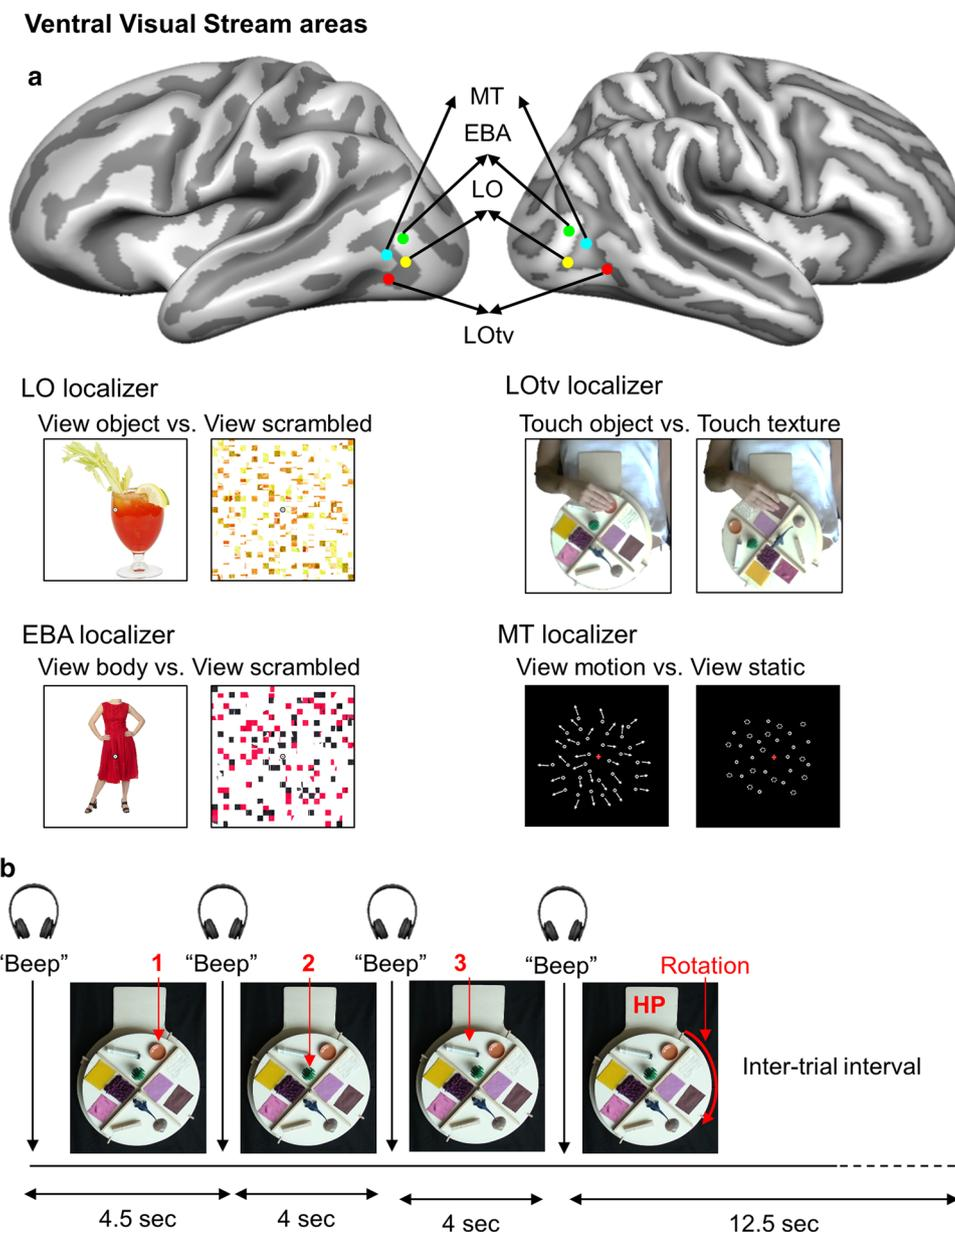 Ventral Visual Stream areas
a
MT
EBA
LO
LOtv
LO localizer
View object vs. View scrambled
LOtv localizer
Touch object vs. Touch texture
EBA localizer
View body vs. View scrambled
MT localizer
View motion vs. View static
b
“Beep” 1 “Beep” 2 “Beep” 3 “Beep” Rotation
HP
Inter-trial interval
4.5 sec 4 sec 4 sec 12.5 sec